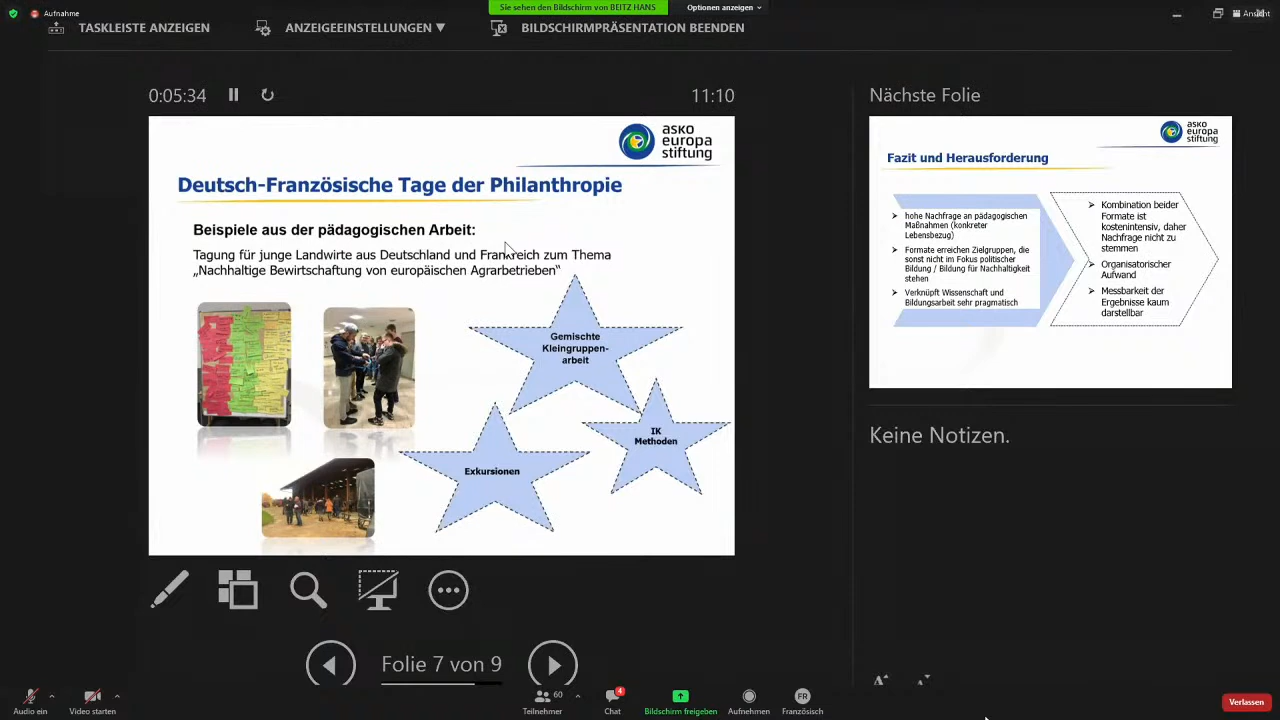 Aufnahme
Sie sehen den Bildschirm von BEITZ HANS
Optionen anzeigen
Ansicht
TASKLEISTE ANZEIGEN
ANZEIGEEINSTELLUNGEN
BILDSCHIRMPRÄSENTATION BEENDEN
0:05:34
11:10
asko
europa
stiftung
Deutsch-Französische Tage der Philanthropie
Beispiele aus der pädagogischen Arbeit:
Tagung für junge Landwirte aus Deutschland und Frankreich zum Thema
„Nachhaltige Bewirtschaftung von europäischen Agrarbetrieben“
Gemischte
Kleingruppen-
arbeit
IK
Methoden
Exkursionen
Nächste Folie
asko
europa
stiftung
Fazit und Herausforderung
hohe Nachfrage an pädagogischen
Maßnahmen (konkreter
Lebensbezug)
Formate erreichen Zielgruppen, die
sonst nicht im Fokus politischer
Bildung / Bildung für Nachhaltigkeit
stehen
Verknüpft Wissenschaft und
Bildungsarbeit sehr pragmatisch
Kombination beider
Formate ist
kostenintensiv, daher
Nachfrage nicht zu
stemmen
Organisatorischer
Aufwand
Messbarkeit der
Ergebnisse kaum
darstellbar
Keine Notizen.
Folie 7 von 9
Audio ein
Video starten
60
Teilnehmer
4
Chat
Bildschirm freigeben
Aufnehmen
FR
Französisch
Verlassen